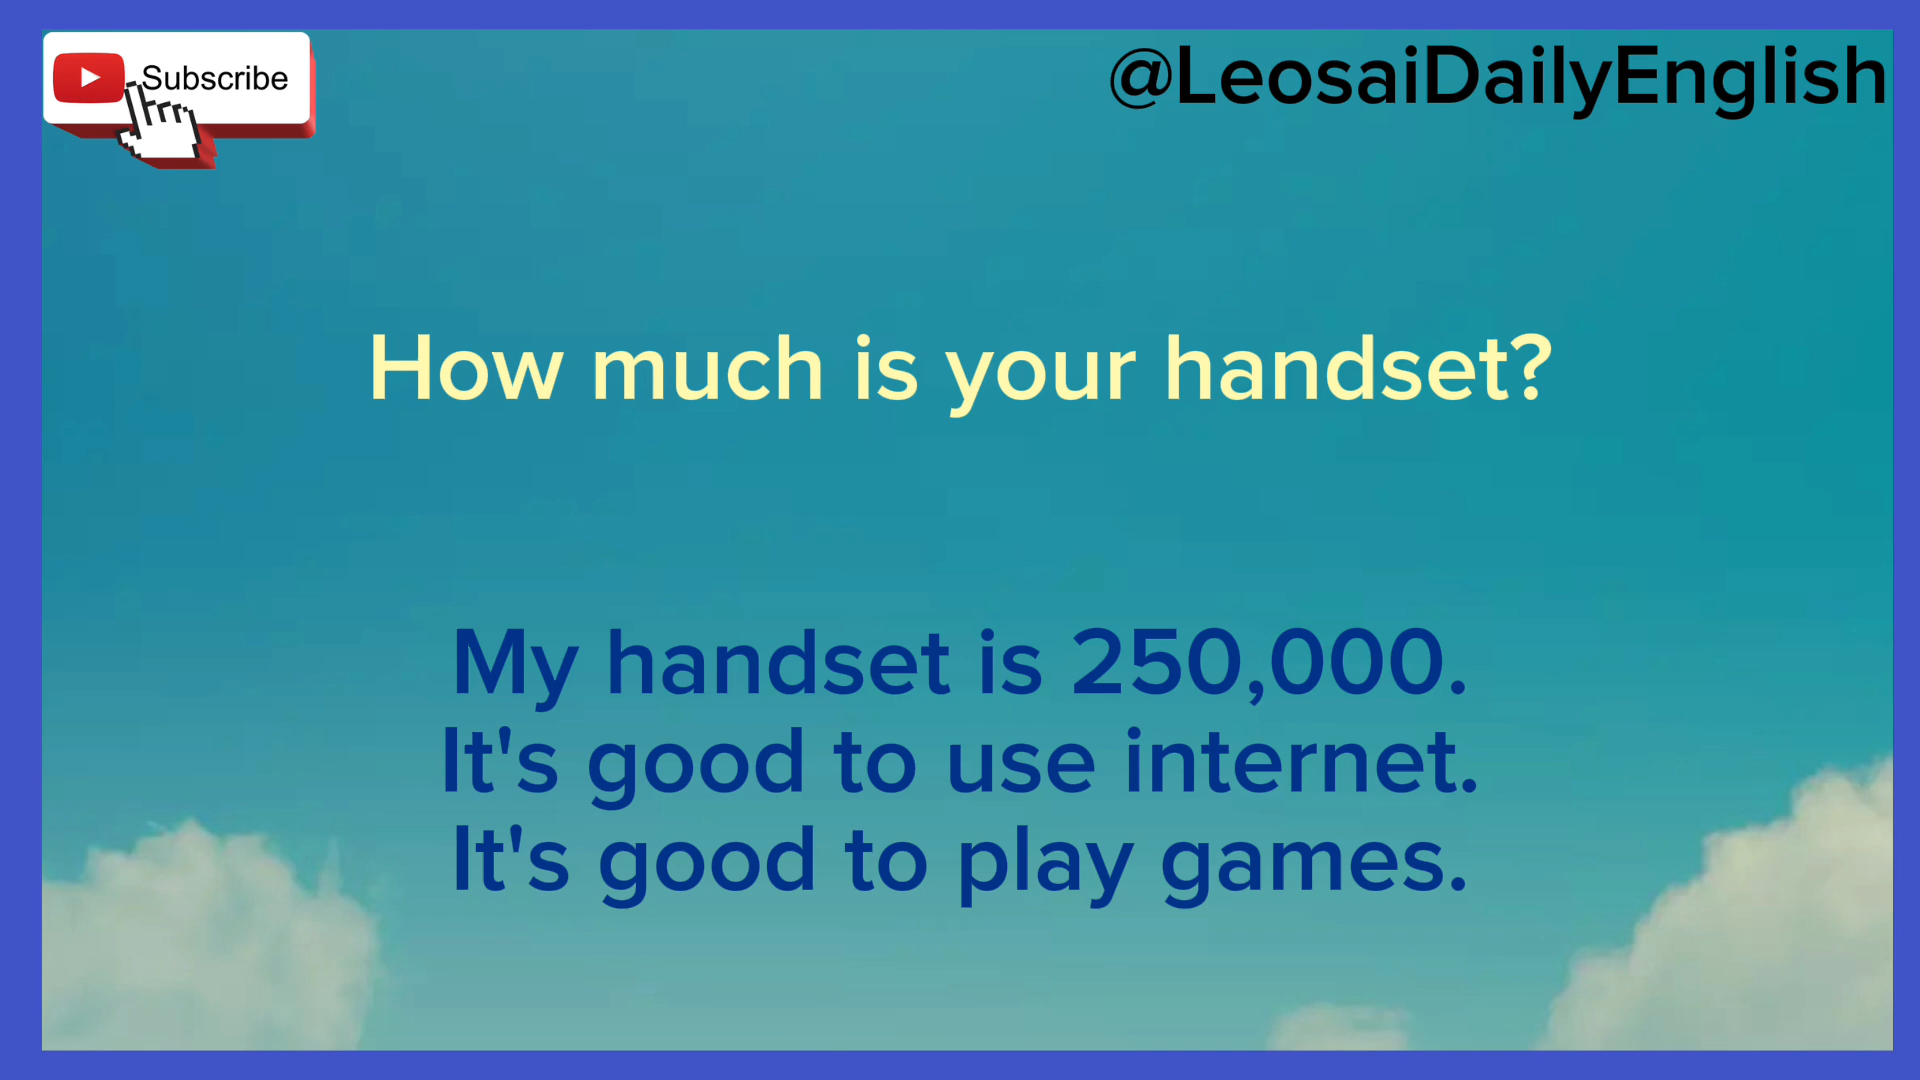 Subscribe
@LeosaiDailyEnglish
How much is your handset?
My handset is 250,000.
It's good to use internet.
It's good to play games.